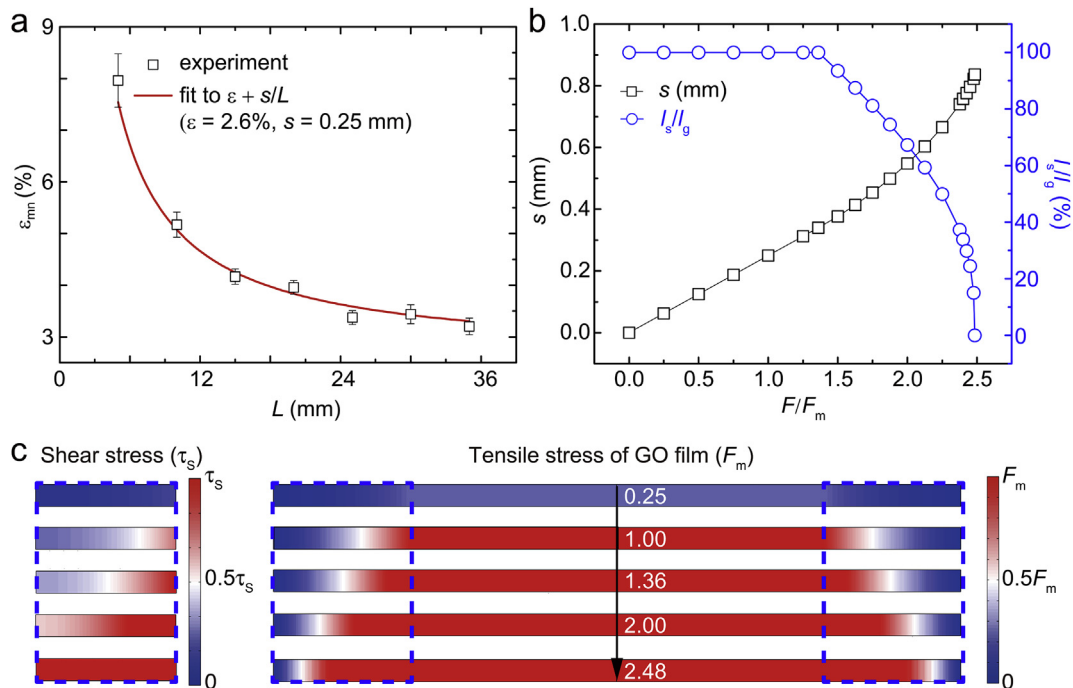 a
9
6
3
ε_mn (%)
experiment
fit to ε + s/L
(ε = 2.6%, s = 0.25 mm)
0 12 24 36
L (mm)
b
1.0
0.8
0.6
0.4
0.2
0.0
s (mm)
s (mm)
I_s/I_g
100
80
60
40
20
0
I_s/I_g (%)
0.0 0.5 1.0 1.5 2.0 2.5
F/F_m
c
Shear stress (τ_S)
τ_S
0.5τ_S
0
Tensile stress of GO film (F_m)
0.25
1.00
1.36
2.00
2.48
F_m
0.5F_m
0